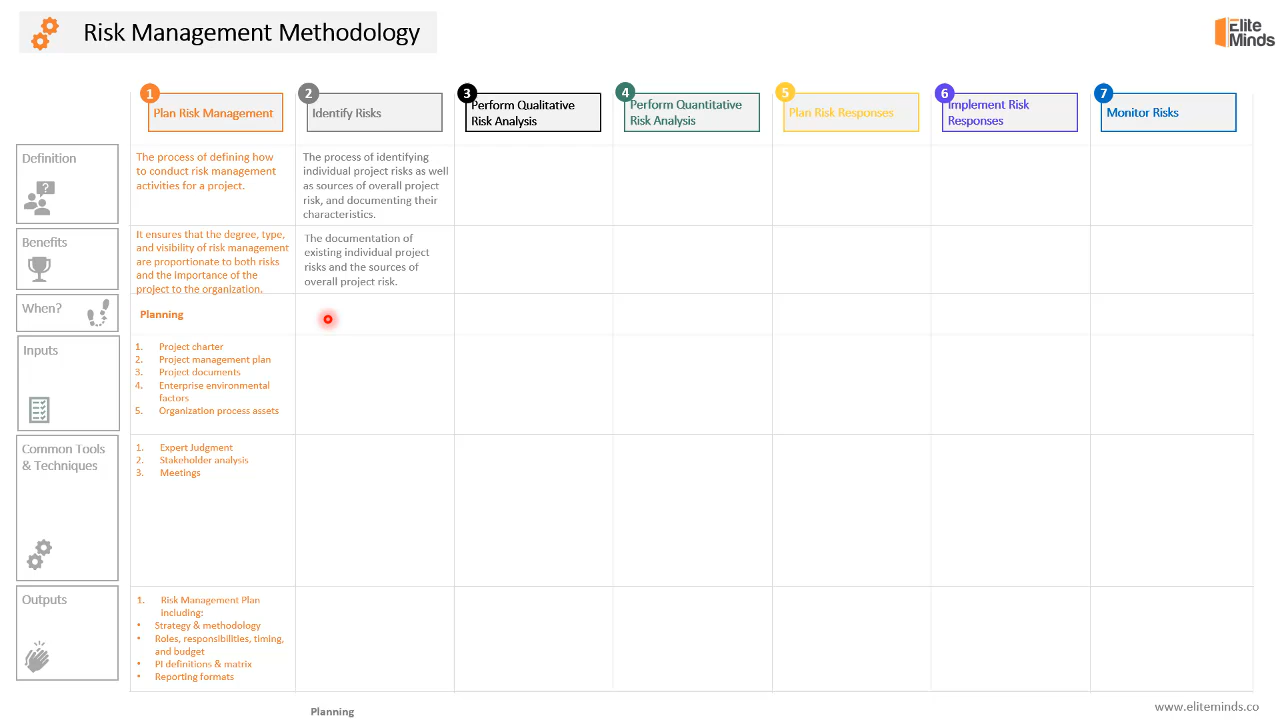 Risk Management Methodology
Elite
Minds
1
Plan Risk Management
2
Identify Risks
3
Perform Qualitative
Risk Analysis
4
Perform Quantitative
Risk Analysis
5
Plan Risk Responses
6
Implement Risk
Responses
7
Monitor Risks
Definition
?
The process of defining how
to conduct risk management
activities for a project.
The process of identifying
individual project risks as well
as sources of overall project
risk, and documenting their
characteristics.
Benefits
It ensures that the degree, type,
and visibility of risk management
are proportionate to both risks
and the importance of the
project to the organization.
The documentation of
existing individual project
risks and the sources of
overall project risk.
When?
Planning
Inputs
1. Project charter
2. Project management plan
3. Project documents
4. Enterprise environmental
factors
5. Organization process assets
Common Tools
& Techniques
1. Expert Judgment
2. Stakeholder analysis
3. Meetings
Outputs
1. Risk Management Plan
including:
• Strategy & methodology
• Roles, responsibilities, timing,
and budget
• PI definitions & matrix
• Reporting formats
Planning
www.eliteminds.co